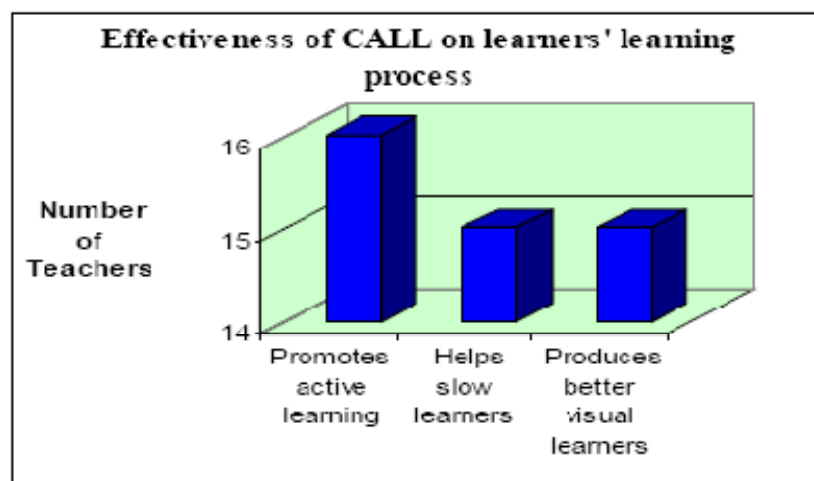 Effectiveness of CALL on learners' learning
process
16
15
14
Number
of
Teachers
Promotes
active
learning
Helps
slow
learners
Produces
better
visual
learners